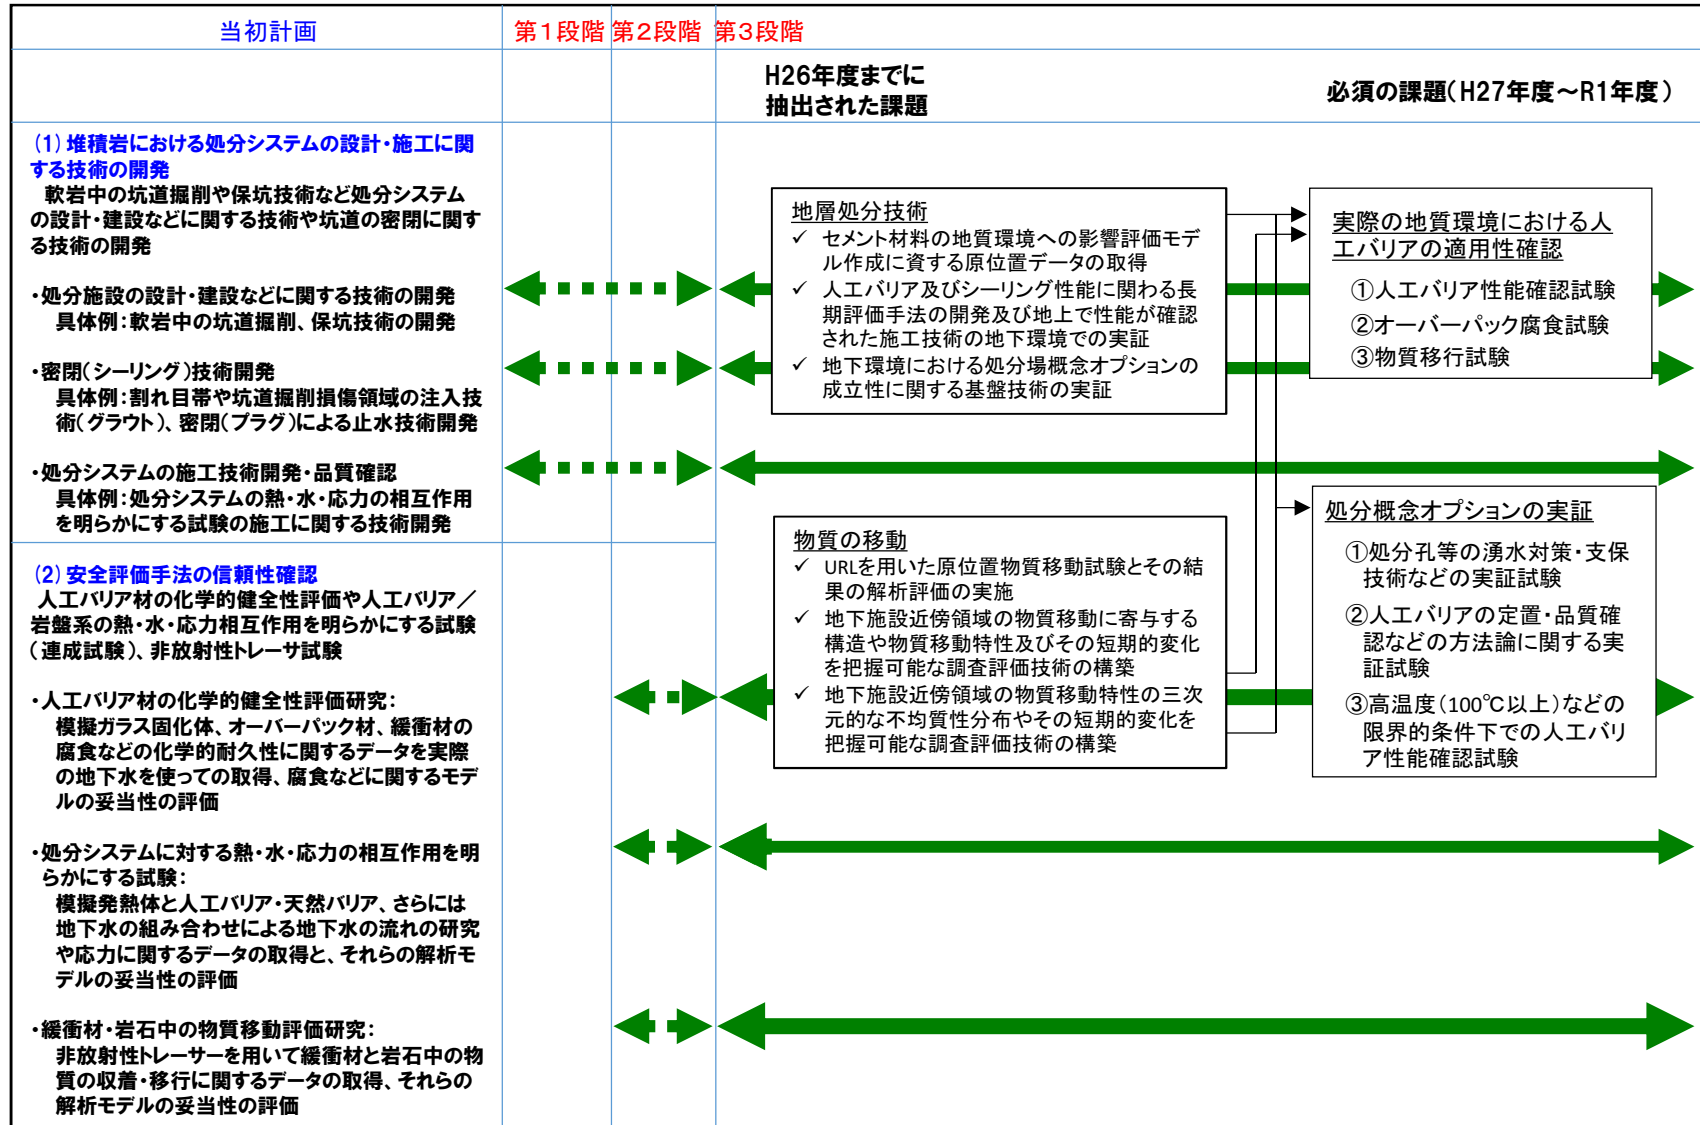 当初計画
第1段階
第2段階
第3段階
H26年度までに
抽出された課題
必須の課題(H27年度～R1年度)
(1)堆積岩における処分システムの設計・施工に関
する技術の開発
軟岩中の坑道掘削や保坑技術など処分システム
の設計・建設などに関する技術や坑道の密閉に関す
る技術の開発
・処分施設の設計・建設などに関する技術の開発
具体例：軟岩中の坑道掘削、保坑技術の開発
・密閉(シーリング)技術開発
具体例：割れ目帯や坑道掘削損傷領域の注入技
術(グラウト)、密閉(プラグ)による止水技術開発
・処分システムの施工技術開発・品質確認
具体例：処分システムの熱・水・応力の相互作用
を明らかにする試験の施工に関する技術開発
(2)安全評価手法の信頼性確認
人工バリア材の化学的健全性評価や人工バリア／
岩盤系の熱・水・応力相互作用を明らかにする試験
(連成試験)、非放射性トレーサ試験
・人工バリア材の化学的健全性評価研究：
模擬ガラス固化体、オーバーパック材、緩衝材の
腐食などの化学的耐久性に関するデータを実際
の地下水を使っての取得、腐食などに関するモデ
ルの妥当性の評価
・処分システムに対する熱・水・応力の相互作用を明
らかにする試験：
模擬発熱体と人工バリア・天然バリア、さらには
地下水の組み合わせによる地下水の流れの研究
や応力に関するデータの取得と、それらの解析モ
デルの妥当性の評価
・緩衝材・岩石中の物質移動評価研究：
非放射性トレーサーを用いて緩衝材と岩石中の物
質の収着・移行に関するデータの取得、それらの
解析モデルの妥当性の評価
地層処分技術
✓ セメント材料の地質環境への影響評価モデ
ル作成に資する原位置データの取得
✓ 人工バリア及びシーリング性能に関わる長
期評価手法の開発及び地上で性能が確認
された施工技術の地下環境での実証
✓ 地下環境における処分場概念オプションの
成立性に関する基盤技術の実証
物質の移動
✓ URLを用いた原位置物質移動試験とその結
果の解析評価の実施
✓ 地下施設近傍領域の物質移動に寄与する
構造や物質移動特性及びその短期的変化
を把握可能な調査評価技術の構築
✓ 地下施設近傍領域の物質移動特性の三次
元的な不均質性分布やその短期的変化を
把握可能な調査評価技術の構築
実際の地質環境における人
工バリアの適用性確認
①人工バリア性能確認試験
②オーバーパック腐食試験
③物質移行試験
処分概念オプションの実証
①処分孔等の湧水対策・支保
技術などの実証試験
②人工バリアの定置・品質確
認などの方法論に関する実
証試験
③高温度(100℃以上)などの
限界的条件下での人工バリ
ア性能確認試験